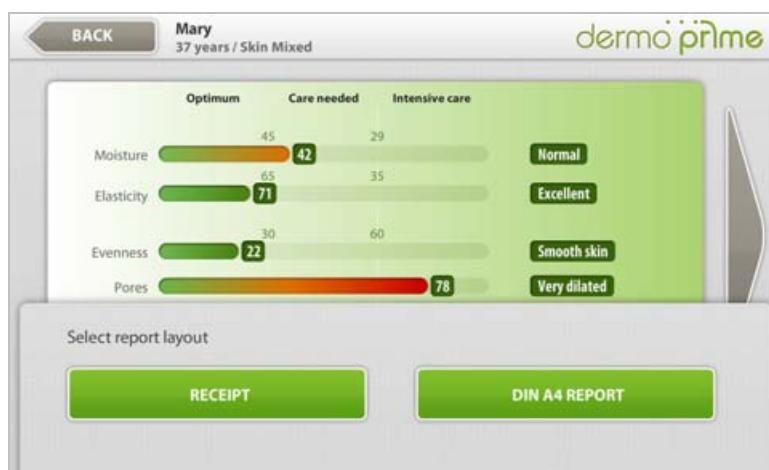 BACK
Mary
37 years / Skin Mixed
dermo prime
Optimum Care needed Intensive care
45 29
Moisture 42 Normal
65 35
Elasticity 71 Excellent
30 60
Evenness 22 Smooth skin
Pores 78 Very dilated
Select report layout
RECEIPT DIN A4 REPORT